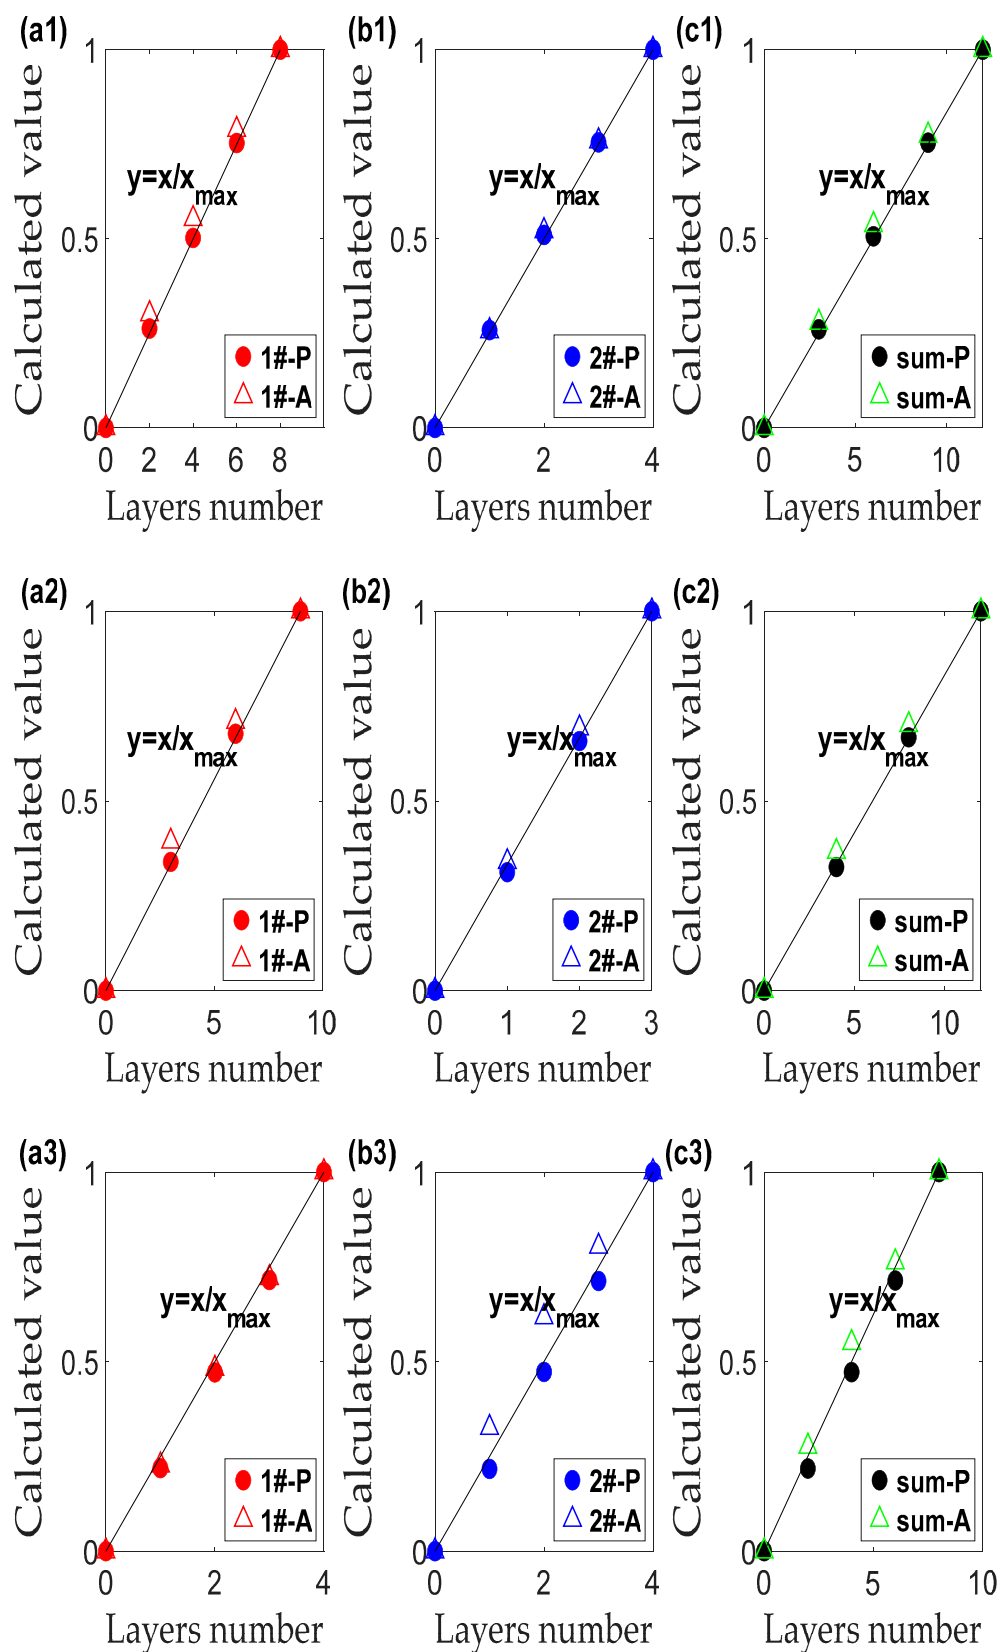 (a1)
Calculated value
1
0.5
0
y=x/xmax
1#-P
1#-A
0 2 4 6 8
Layers number
(b1)
Calculated value
1
0.5
0
y=x/xmax
2#-P
2#-A
0 2 4
Layers number
(c1)
Calculated value
1
0.5
0
y=x/xmax
sum-P
sum-A
0 5 10
Layers number
(a2)
Calculated value
1
0.5
0
y=x/xmax
1#-P
1#-A
0 5 10
Layers number
(b2)
Calculated value
1
0.5
0
y=x/xmax
2#-P
2#-A
0 1 2 3
Layers number
(c2)
Calculated value
1
0.5
0
y=x/xmax
sum-P
sum-A
0 5 10
Layers number
(a3)
Calculated value
1
0.5
0
y=x/xmax
1#-P
1#-A
0 2 4
Layers number
(b3)
Calculated value
1
0.5
0
y=x/xmax
2#-P
2#-A
0 2 4
Layers number
(c3)
Calculated value
1
0.5
0
y=x/xmax
sum-P
sum-A
0 5 10
Layers number